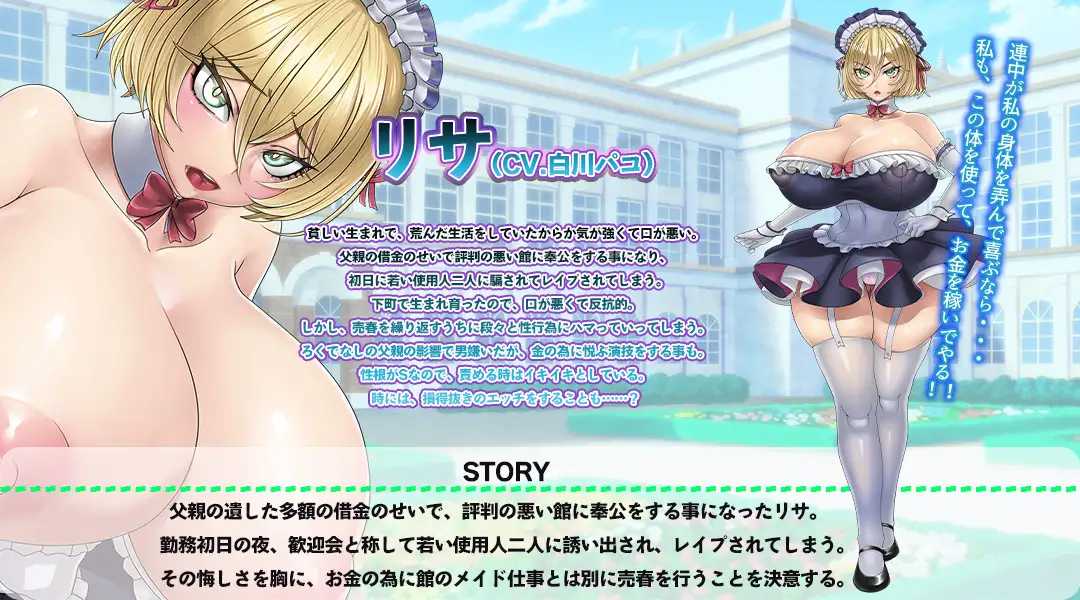 リサ(CV.白川パコ)
貧しい生まれで、荒んだ生活をしていたからか気が強くて口が悪い。
父親の借金のせいで評判の悪い館に奉公をする事になり、
初日に若い使用人二人に騙されてレイプされてしまう。
下町で生まれ育ったので、口が悪くて反抗的。
しかし、売春を繰り返すうちに段々と性行為にハマっていってしまう。
ろくでなしの父親の影響で男嫌いだが、金の為に悦ぶ演技をする事も。
性根がSなので、責める時はイキイキとしている。
時には、損得抜きのエッチをすることも……?
連中が私の身体を弄んで喜ぶなら・・・
私も、この体を使って、お金を稼いでやる!!
STORY
父親の遺した多額の借金のせいで、評判の悪い館に奉公をする事になったリサ。
勤務初日の夜、歓迎会と称して若い使用人二人に誘い出され、レイプされてしまう。
その悔しさを胸に、お金の為に館のメイド仕事とは別に売春を行うことを決意する。